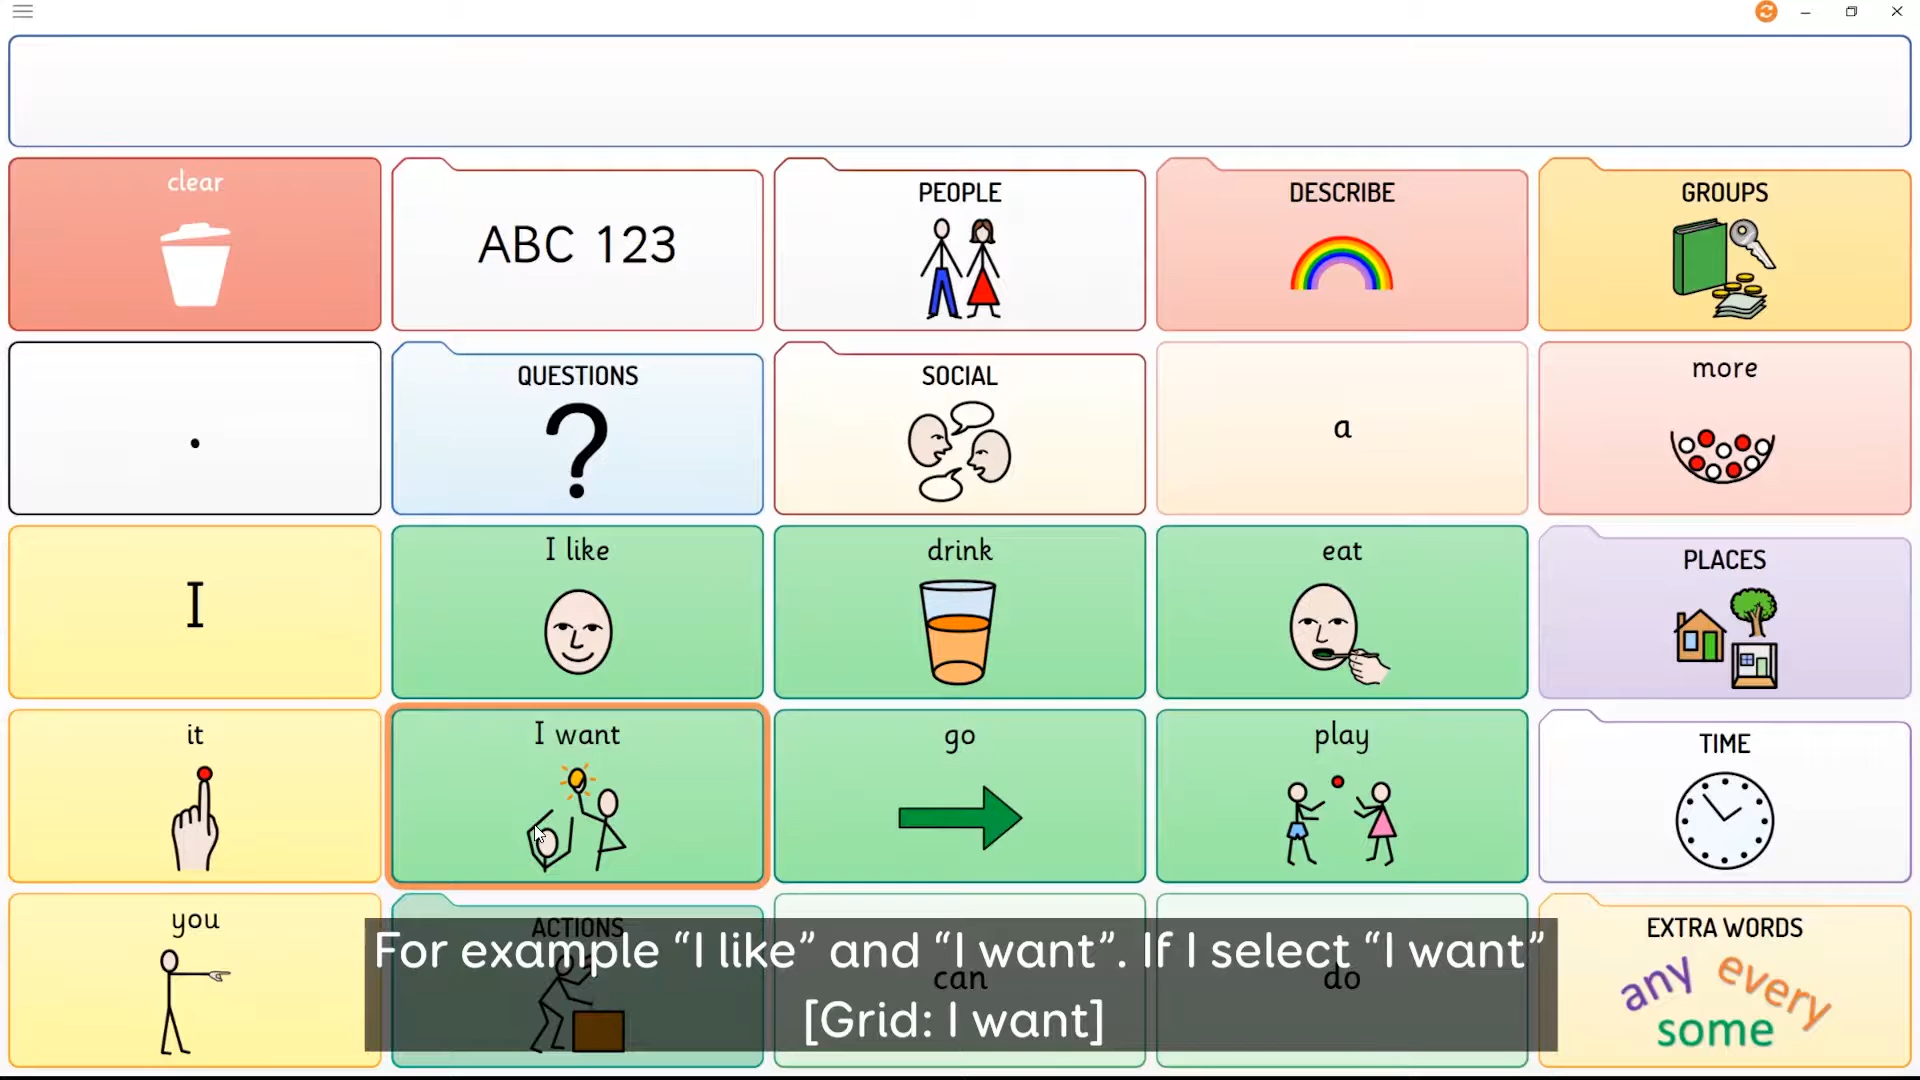 clear
ABC 123
PEOPLE
DESCRIBE
GROUPS
.
QUESTIONS
?
SOCIAL
a
more
I
I like
drink
eat
PLACES
it
I want
go
play
TIME
you
ACTIONS
can
do
EXTRA WORDS
any every
some
For example “I like” and “I want”. If I select “I want”
[Grid: I want]